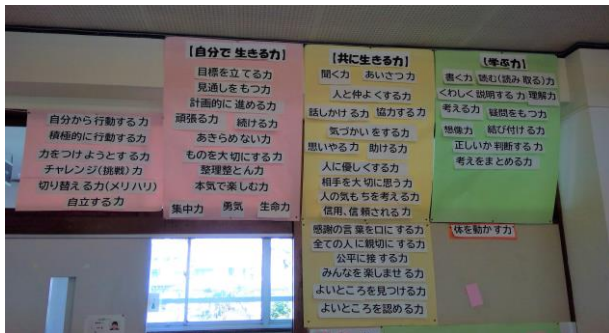 【自分で生きる力】
目標を立てる力
見通しをもつ力
計画的に進める力
頑張る力 続ける力
あきらめない力
ものを大切にする力
整理整とん力
本気で楽しむ力
集中力 勇気 生命力
自分から行動する力
積極的に行動する力
力をつけようとする力
チャレンジ(挑戦)する力
切り替える力(メリハリ)
自立する力
【共に生きる力】
聞く力 あいさつ力
人と仲よくする力
話しかける力 協力する力
気づかいをする力
思いやる力 助ける力
人に優しくする力
相手を大切に思う力
人の気もちを考える力
信用、信頼される力
感謝の言葉を口にする力
全ての人に親切にする力
公平に接する力
みんなを楽しませる力
よいところを見つける力
よいところを認める力
【学ぶ力】
書く力 読む(読み取る)力
くわしく説明する力 理解力
考える力 疑問をもつ力
想像力 結び付ける力
正しいか判断する力
考えをまとめる力
体を動かす力